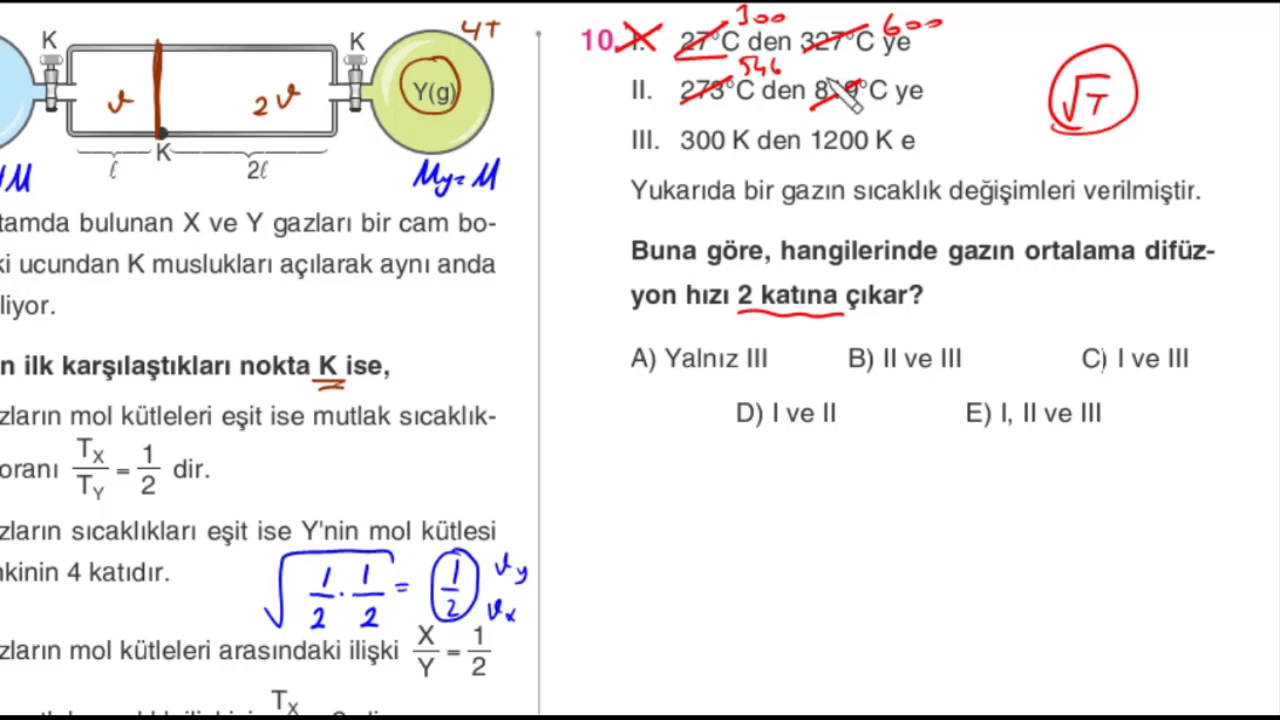 K
K
4T
Y(g)
ϑ
2ϑ
K
ℓ
2ℓ
M
My = M
tamda bulunan X ve Y gazları bir cam bo-
ki ucundan K muslukları açılarak aynı anda
liyor.
n ilk karşılaştıkları nokta K ise,
zların mol kütleleri eşit ise mutlak sıcaklık-
oranı TX/TY = 1/2 dir.
zların sıcaklıkları eşit ise Y'nin mol kütlesi
nkinin 4 katıdır.
√1/2 . 1/2 = 1/2 ϑy/ϑx
zların mol kütleleri arasındaki ilişki X/Y = 1/2
TX
300 600
10. I. 27°C den 327°C ye
546
II. 273°C den 819°C ye
√T
III. 300 K den 1200 K e
Yukarıda bir gazın sıcaklık değişimleri verilmiştir.
Buna göre, hangilerinde gazın ortalama difüz-
yon hızı 2 katına çıkar?
A) Yalnız III B) II ve III C) I ve III
D) I ve II E) I, II ve III